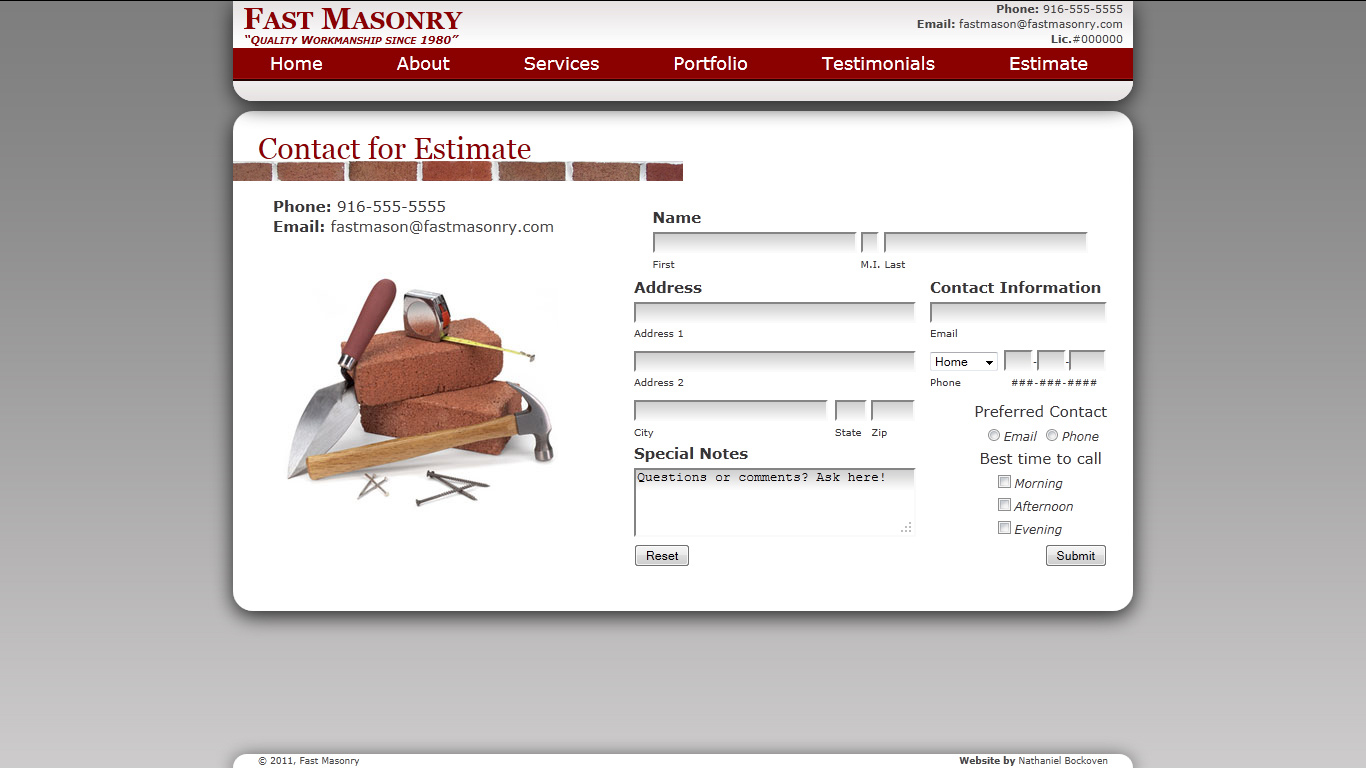 FAST MASONRY
"QUALITY WORKMANSHIP SINCE 1980"
Phone: 916-555-5555
Email: fastmason@fastmasonry.com
Lic.#000000
Home About Services Portfolio Testimonials Estimate
Contact for Estimate
Phone: 916-555-5555
Email: fastmason@fastmasonry.com
Name
First M.I. Last
Address
Address 1
Address 2
City State Zip
Special Notes
Questions or comments? Ask here!
Reset
Contact Information
Email
Home - -
Phone ###-###-####
Preferred Contact
Email Phone
Best time to call
Morning
Afternoon
Evening
Submit
© 2011, Fast Masonry
Website by Nathaniel Bockoven